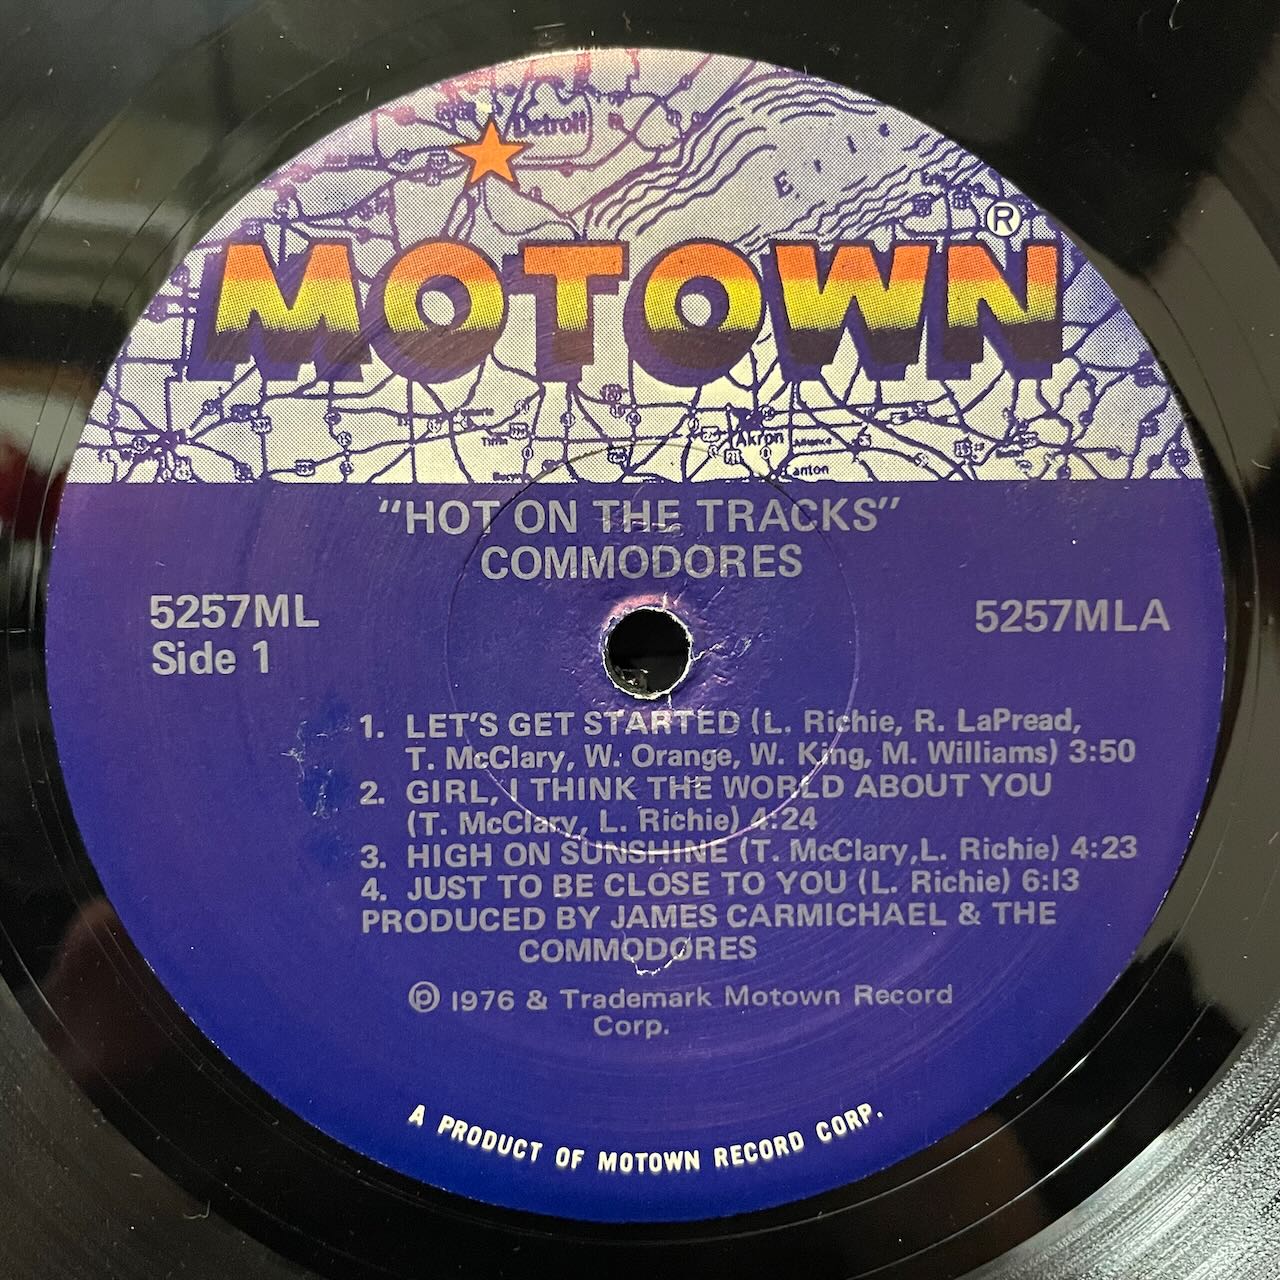 Detroit
E r i e
®
MOTOWN
Tiffin
Akron
Alliance
Canton
"HOT ON THE TRACKS"
COMMODORES
5257ML
5257MLA
Side 1
1. LET'S GET STARTED (L. Richie, R. LaPread,
T. McClary, W. Orange, W. King, M. Williams) 3:50
2. GIRL, I THINK THE WORLD ABOUT YOU
(T. McClary, L. Richie) 4:24
3. HIGH ON SUNSHINE (T. McClary,L. Richie) 4:23
4. JUST TO BE CLOSE TO YOU (L. Richie) 6:13
PRODUCED BY JAMES CARMICHAEL & THE
COMMODORES
℗ 1976 & Trademark Motown Record
Corp.
A PRODUCT OF MOTOWN RECORD CORP.